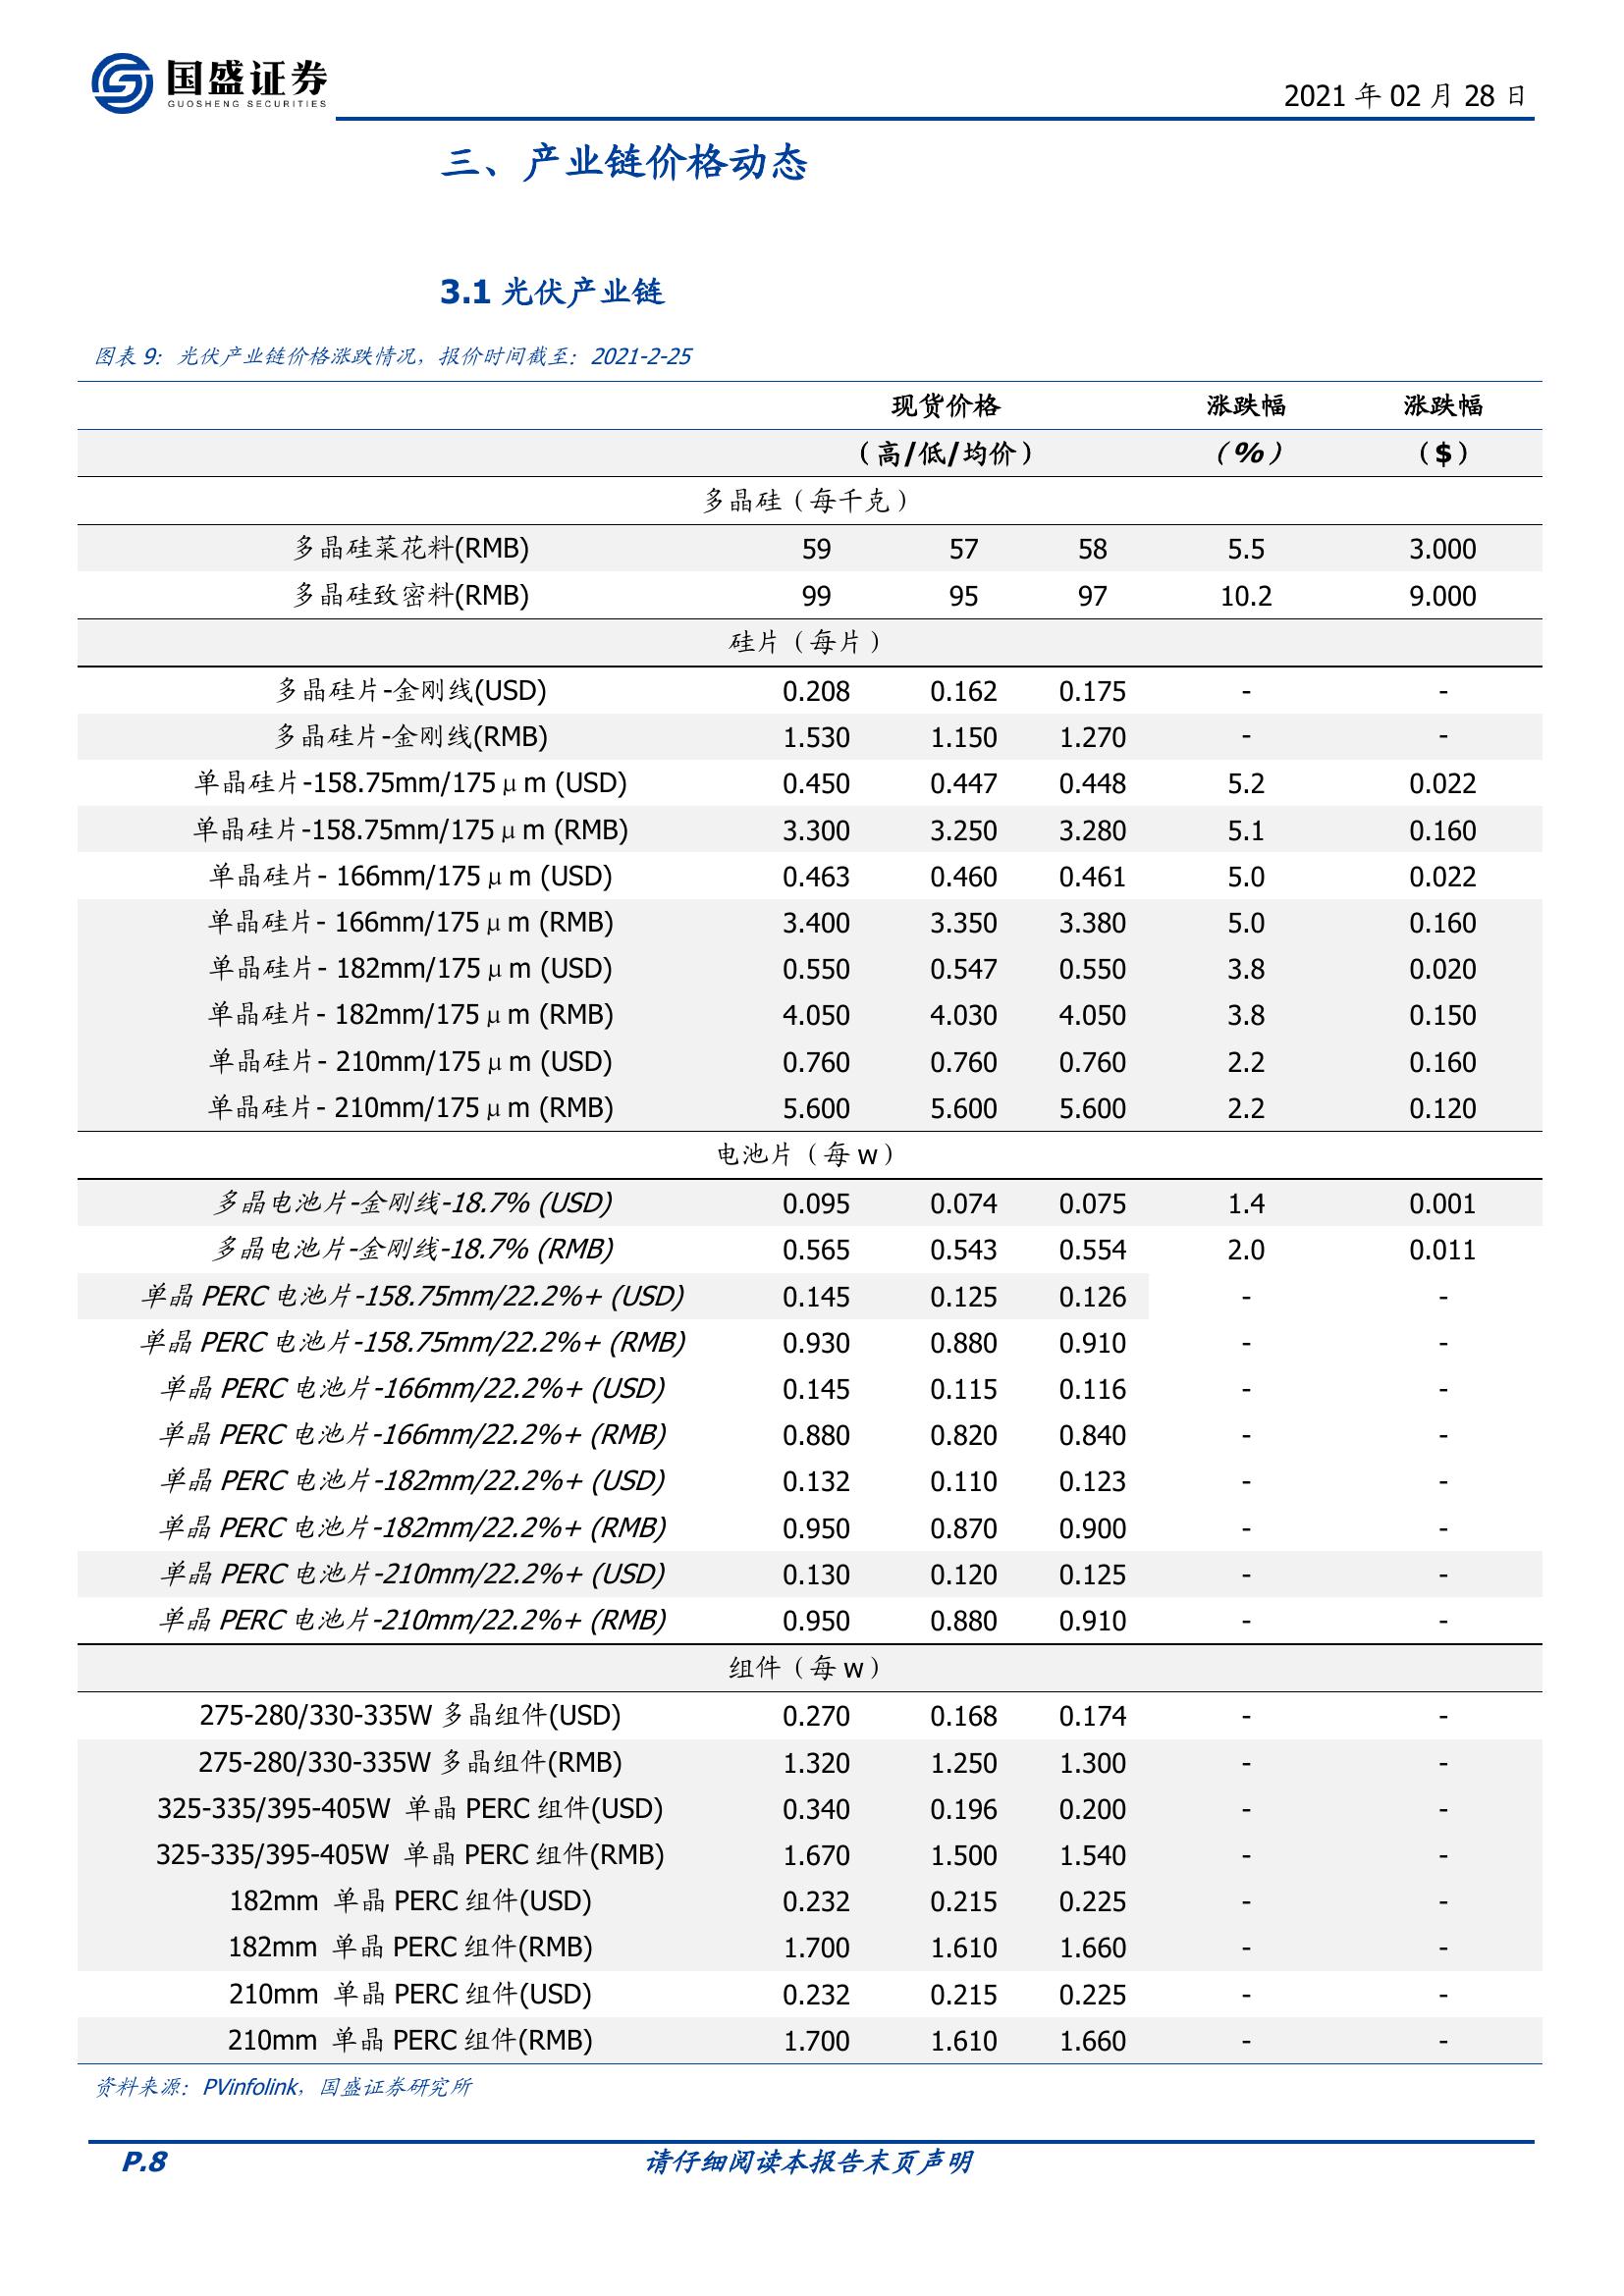 国盛证券
GUOSHENG SECURITIES
2021 年 02 月 28 日
三、产业链价格动态
3.1 光伏产业链
图表 9：光伏产业链价格涨跌情况，报价时间截至：2021-2-25
现货价格 涨跌幅 涨跌幅
（高/低/均价） （%） （$）
多晶硅（每千克）
多晶硅菜花料(RMB) 59 57 58 5.5 3.000
多晶硅致密料(RMB) 99 95 97 10.2 9.000
硅片（每片）
多晶硅片-金刚线(USD) 0.208 0.162 0.175 - -
多晶硅片-金刚线(RMB) 1.530 1.150 1.270 - -
单晶硅片-158.75mm/175μm (USD) 0.450 0.447 0.448 5.2 0.022
单晶硅片-158.75mm/175μm (RMB) 3.300 3.250 3.280 5.1 0.160
单晶硅片- 166mm/175μm (USD) 0.463 0.460 0.461 5.0 0.022
单晶硅片- 166mm/175μm (RMB) 3.400 3.350 3.380 5.0 0.160
单晶硅片- 182mm/175μm (USD) 0.550 0.547 0.550 3.8 0.020
单晶硅片- 182mm/175μm (RMB) 4.050 4.030 4.050 3.8 0.150
单晶硅片- 210mm/175μm (USD) 0.760 0.760 0.760 2.2 0.160
单晶硅片- 210mm/175μm (RMB) 5.600 5.600 5.600 2.2 0.120
电池片（每 w）
多晶电池片-金刚线-18.7% (USD) 0.095 0.074 0.075 1.4 0.001
多晶电池片-金刚线-18.7% (RMB) 0.565 0.543 0.554 2.0 0.011
单晶 PERC 电池片-158.75mm/22.2%+ (USD) 0.145 0.125 0.126 - -
单晶 PERC 电池片-158.75mm/22.2%+ (RMB) 0.930 0.880 0.910 - -
单晶 PERC 电池片-166mm/22.2%+ (USD) 0.145 0.115 0.116 - -
单晶 PERC 电池片-166mm/22.2%+ (RMB) 0.880 0.820 0.840 - -
单晶 PERC 电池片-182mm/22.2%+ (USD) 0.132 0.110 0.123 - -
单晶 PERC 电池片-182mm/22.2%+ (RMB) 0.950 0.870 0.900 - -
单晶 PERC 电池片-210mm/22.2%+ (USD) 0.130 0.120 0.125 - -
单晶 PERC 电池片-210mm/22.2%+ (RMB) 0.950 0.880 0.910 - -
组件（每 w）
275-280/330-335W 多晶组件(USD) 0.270 0.168 0.174 - -
275-280/330-335W 多晶组件(RMB) 1.320 1.250 1.300 - -
325-335/395-405W 单晶 PERC 组件(USD) 0.340 0.196 0.200 - -
325-335/395-405W 单晶 PERC 组件(RMB) 1.670 1.500 1.540 - -
182mm 单晶 PERC 组件(USD) 0.232 0.215 0.225 - -
182mm 单晶 PERC 组件(RMB) 1.700 1.610 1.660 - -
210mm 单晶 PERC 组件(USD) 0.232 0.215 0.225 - -
210mm 单晶 PERC 组件(RMB) 1.700 1.610 1.660 - -
资料来源：PVinfolink，国盛证券研究所
P.8 请仔细阅读本报告末页声明